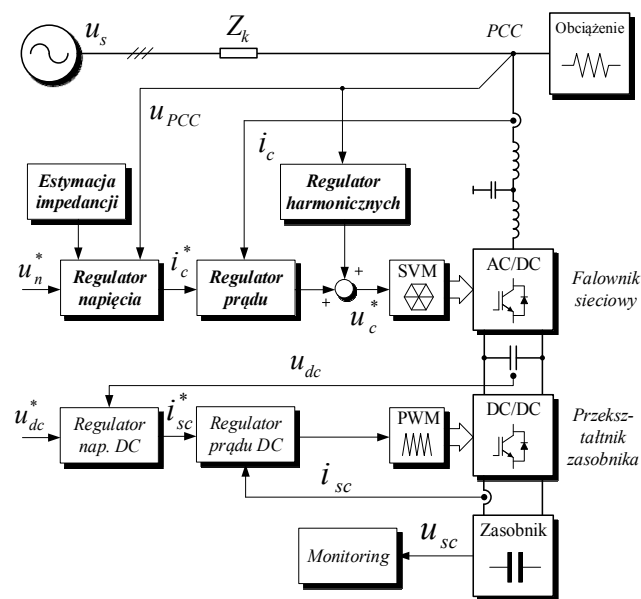 u_s
Z_k
PCC
Obciążenie
u_PCC
i_c
Estymacja
impedancji
Regulator
harmonicznych
u_n^*
Regulator
napięcia
i_c^*
Regulator
prądu
+
+
u_c^*
SVM
AC/DC
Falownik
sieciowy
u_dc
u_dc^*
Regulator
nap. DC
i_sc^*
Regulator
prądu DC
PWM
DC/DC
Przeksz-
tałtnik
zasobnika
i_sc
u_sc
Zasobnik
Monitoring